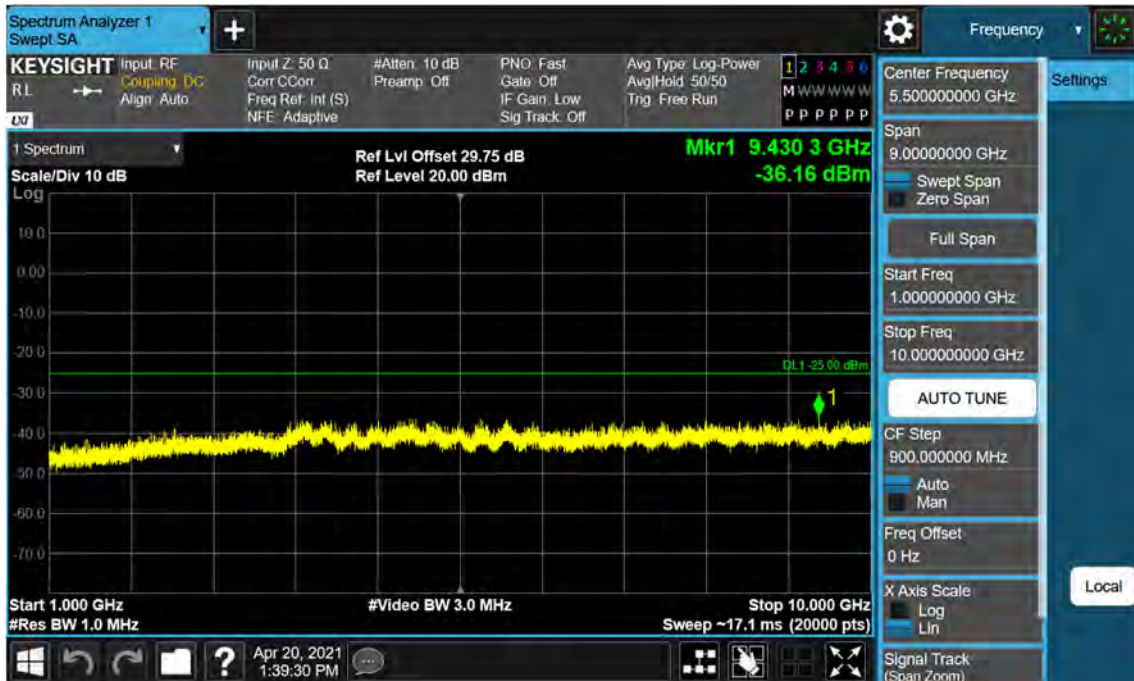 Spectrum Analyzer 1
Swept SA
+
Frequency
KEYSIGHT
RL
LXI
Input: RF
Coupling: DC
Align: Auto
Input Z: 50 Ω
Corr CCorr
Freq Ref: Int (S)
NFE: Adaptive
#Atten: 10 dB
Preamp: Off
PNO: Fast
Gate: Off
IF Gain: Low
Sig Track: Off
Avg Type: Log-Power
Avg|Hold: 50/50
Trig: Free Run
1 2 3 4 5 6
M W W W W W
P P P P P P
1 Spectrum
Scale/Div 10 dB
Ref Lvl Offset 29.75 dB
Ref Level 20.00 dBm
Mkr1 9.430 3 GHz
-36.16 dBm
Log
10.0
0.00
-10.0
-20.0
DL1 -25.00 dBm
-30.0
1
-40.0
-50.0
-60.0
-70.0
Start 1.000 GHz
#Video BW 3.0 MHz
Stop 10.000 GHz
#Res BW 1.0 MHz
Sweep ~17.1 ms (20000 pts)
?
Apr 20, 2021
1:39:30 PM
Center Frequency
5.500000000 GHz
Settings
Span
9.00000000 GHz
Swept Span
Zero Span
Full Span
Start Freq
1.000000000 GHz
Stop Freq
10.000000000 GHz
AUTO TUNE
CF Step
900.000000 MHz
Auto
Man
Freq Offset
0 Hz
X Axis Scale
Log
Lin
Local
Signal Track
(Span Zoom)